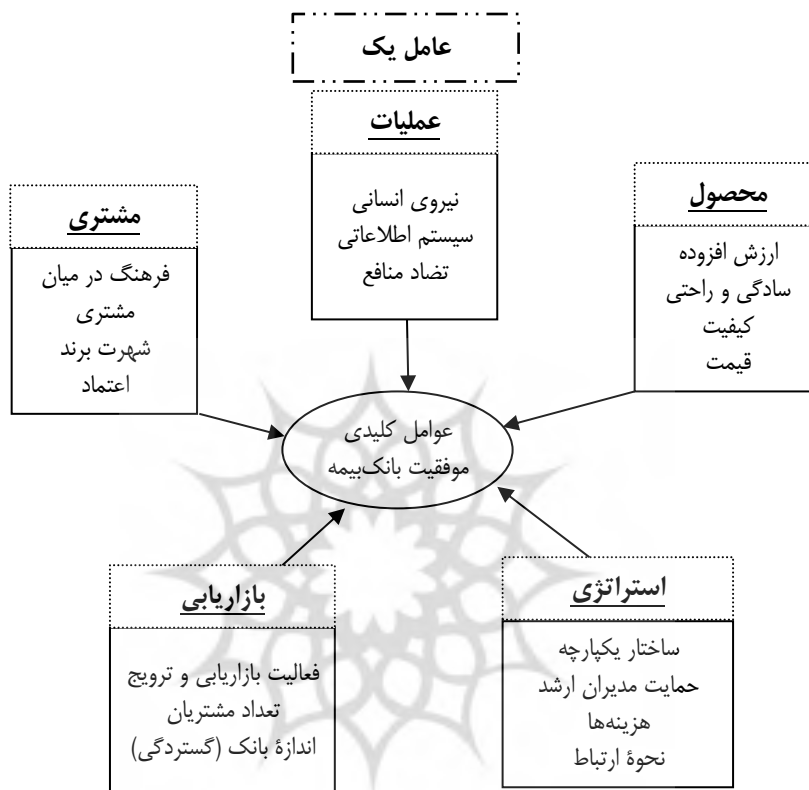 عامل یک
عملیات
نیروی انسانی
سیستم اطلاعاتی
تضاد منافع
محصول
ارزش افزوده
سادگی و راحتی
کیفیت
قیمت
مشتری
فرهنگ در میان
مشتری
شهرت برند
اعتماد
عوامل کلیدی
موفقیت بانک‌بیمه
استراتژی
ساختار یکپارچه
حمایت مدیران ارشد
هزینه‌ها
نحوۀ ارتباط
بازاریابی
فعالیت بازاریابی و ترویج
تعداد مشتریان
اندازۀ بانک (گستردگی)